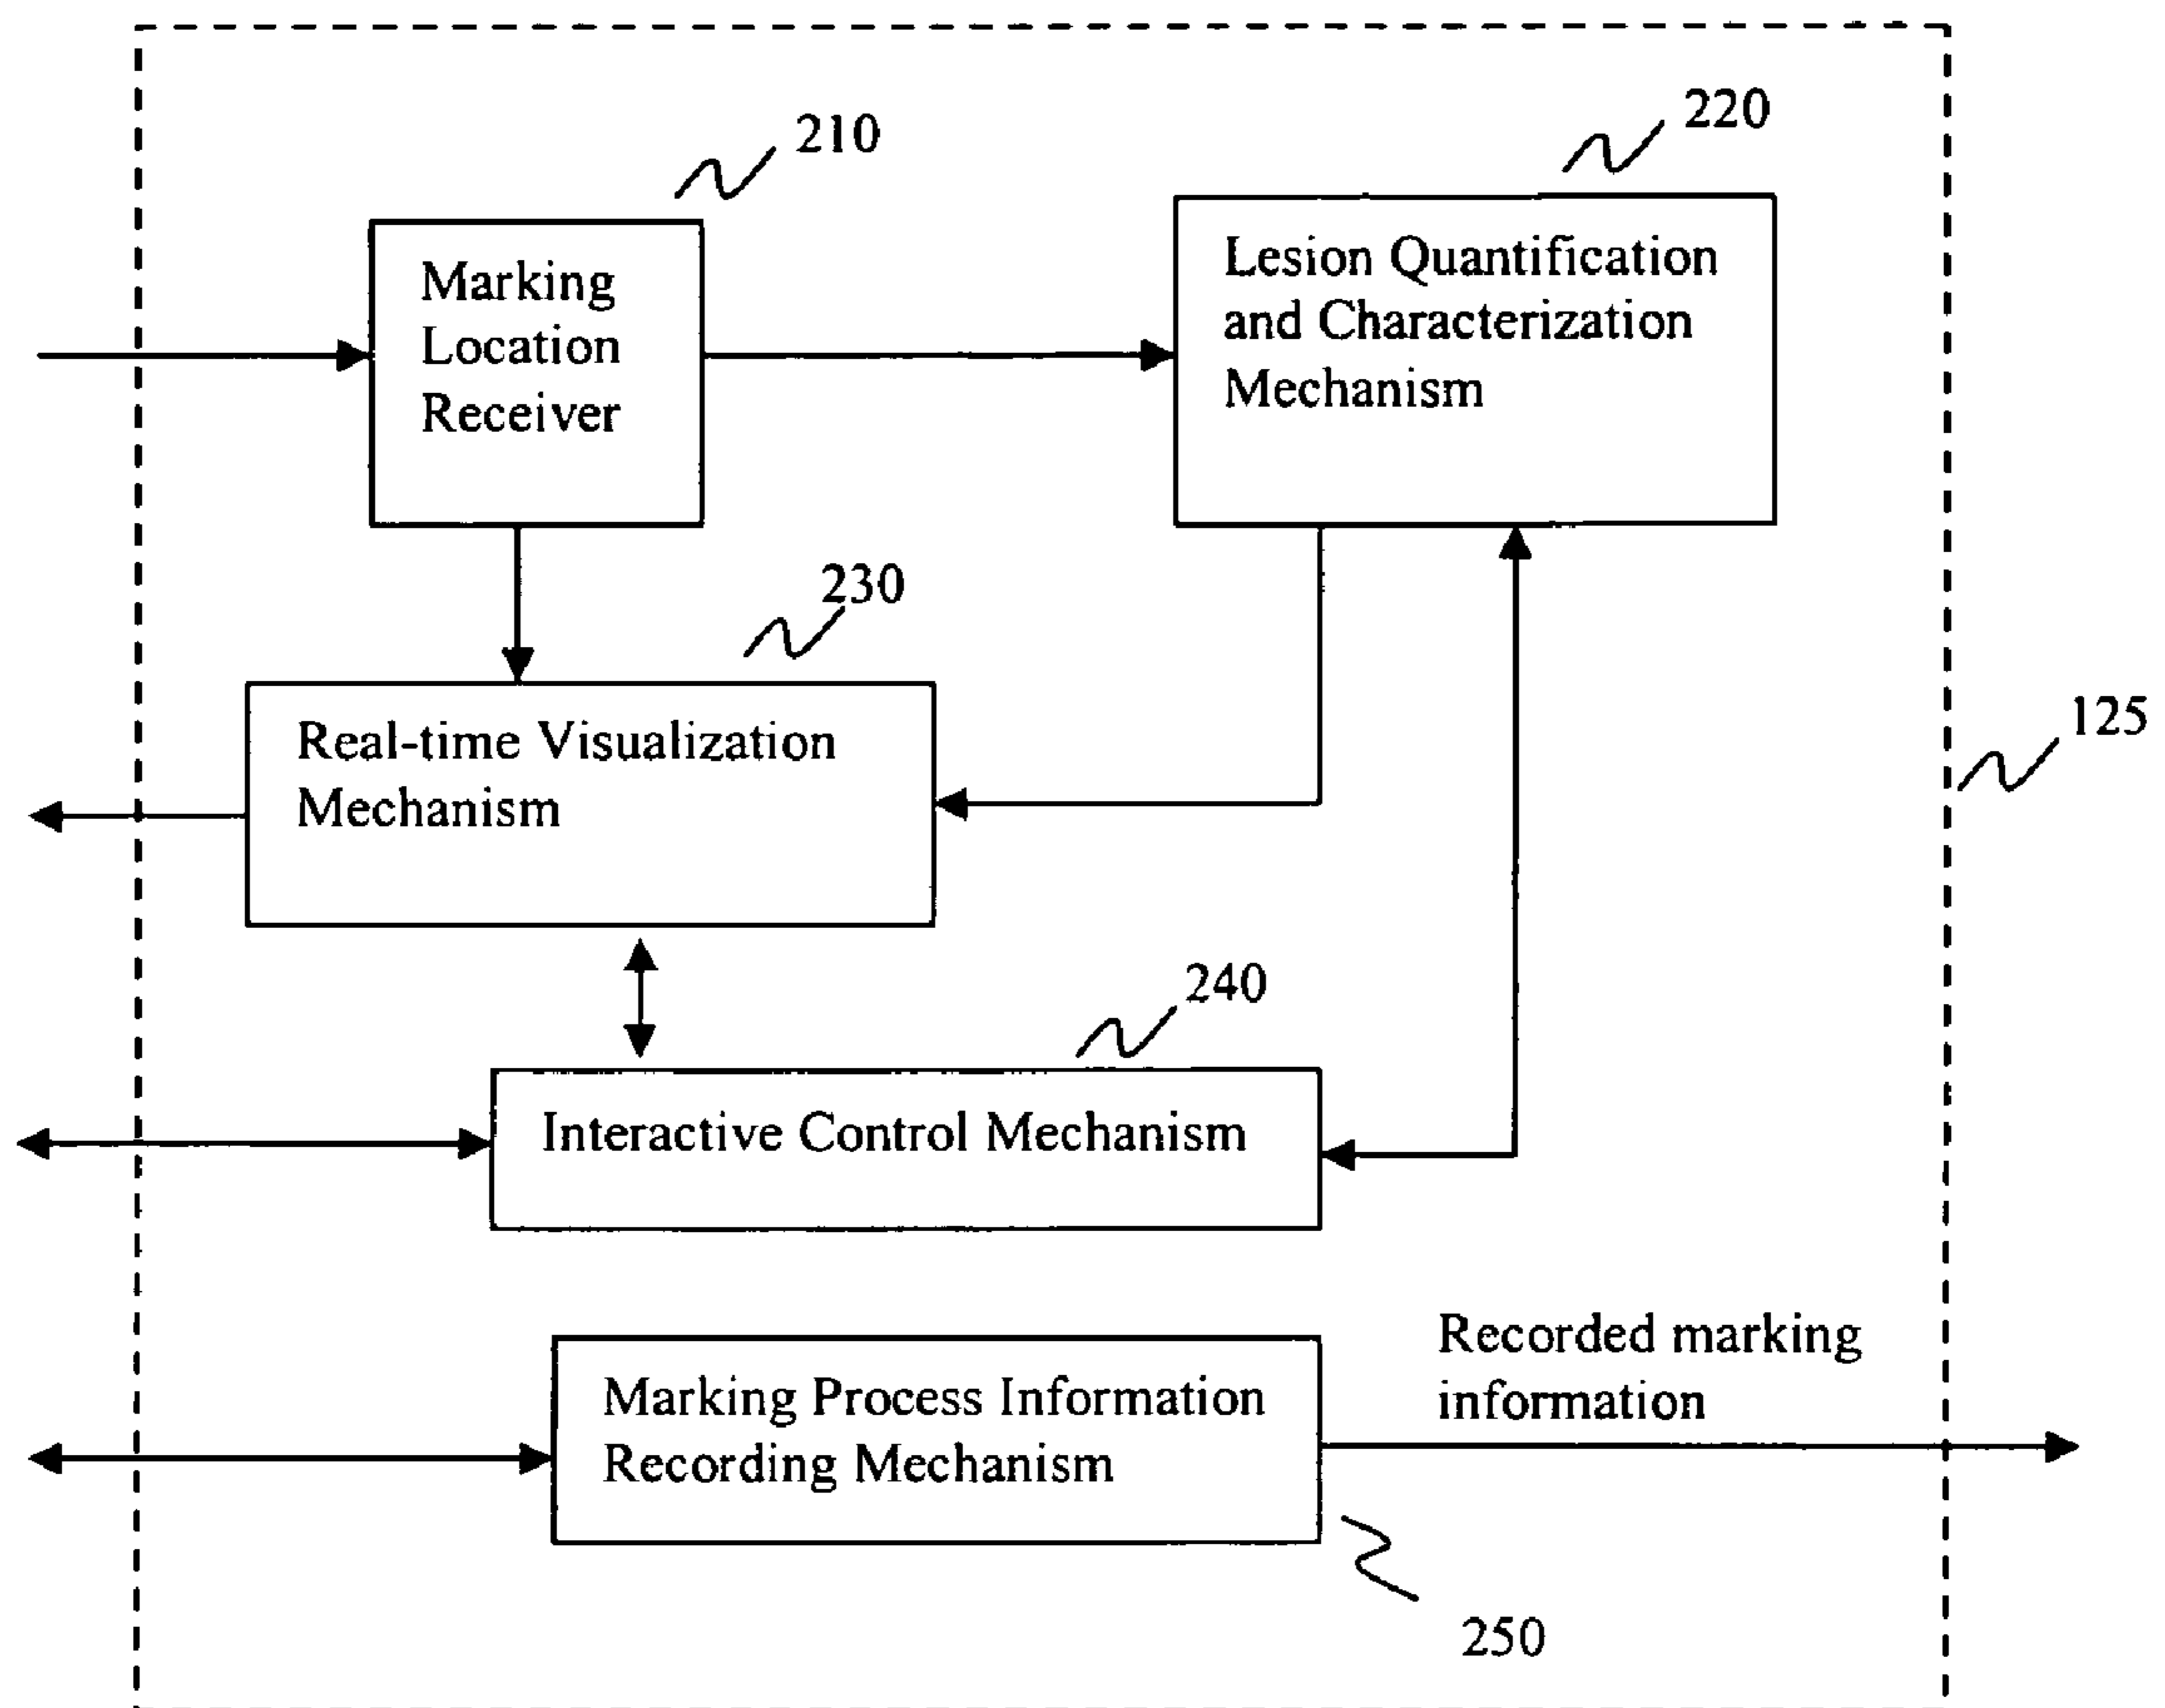 210
220
Marking
Location
Receiver
Lesion Quantification
and Characterization
Mechanism
230
Real-time Visualization
Mechanism
125
240
Interactive Control Mechanism
Recorded marking
information
Marking Process Information
Recording Mechanism
250